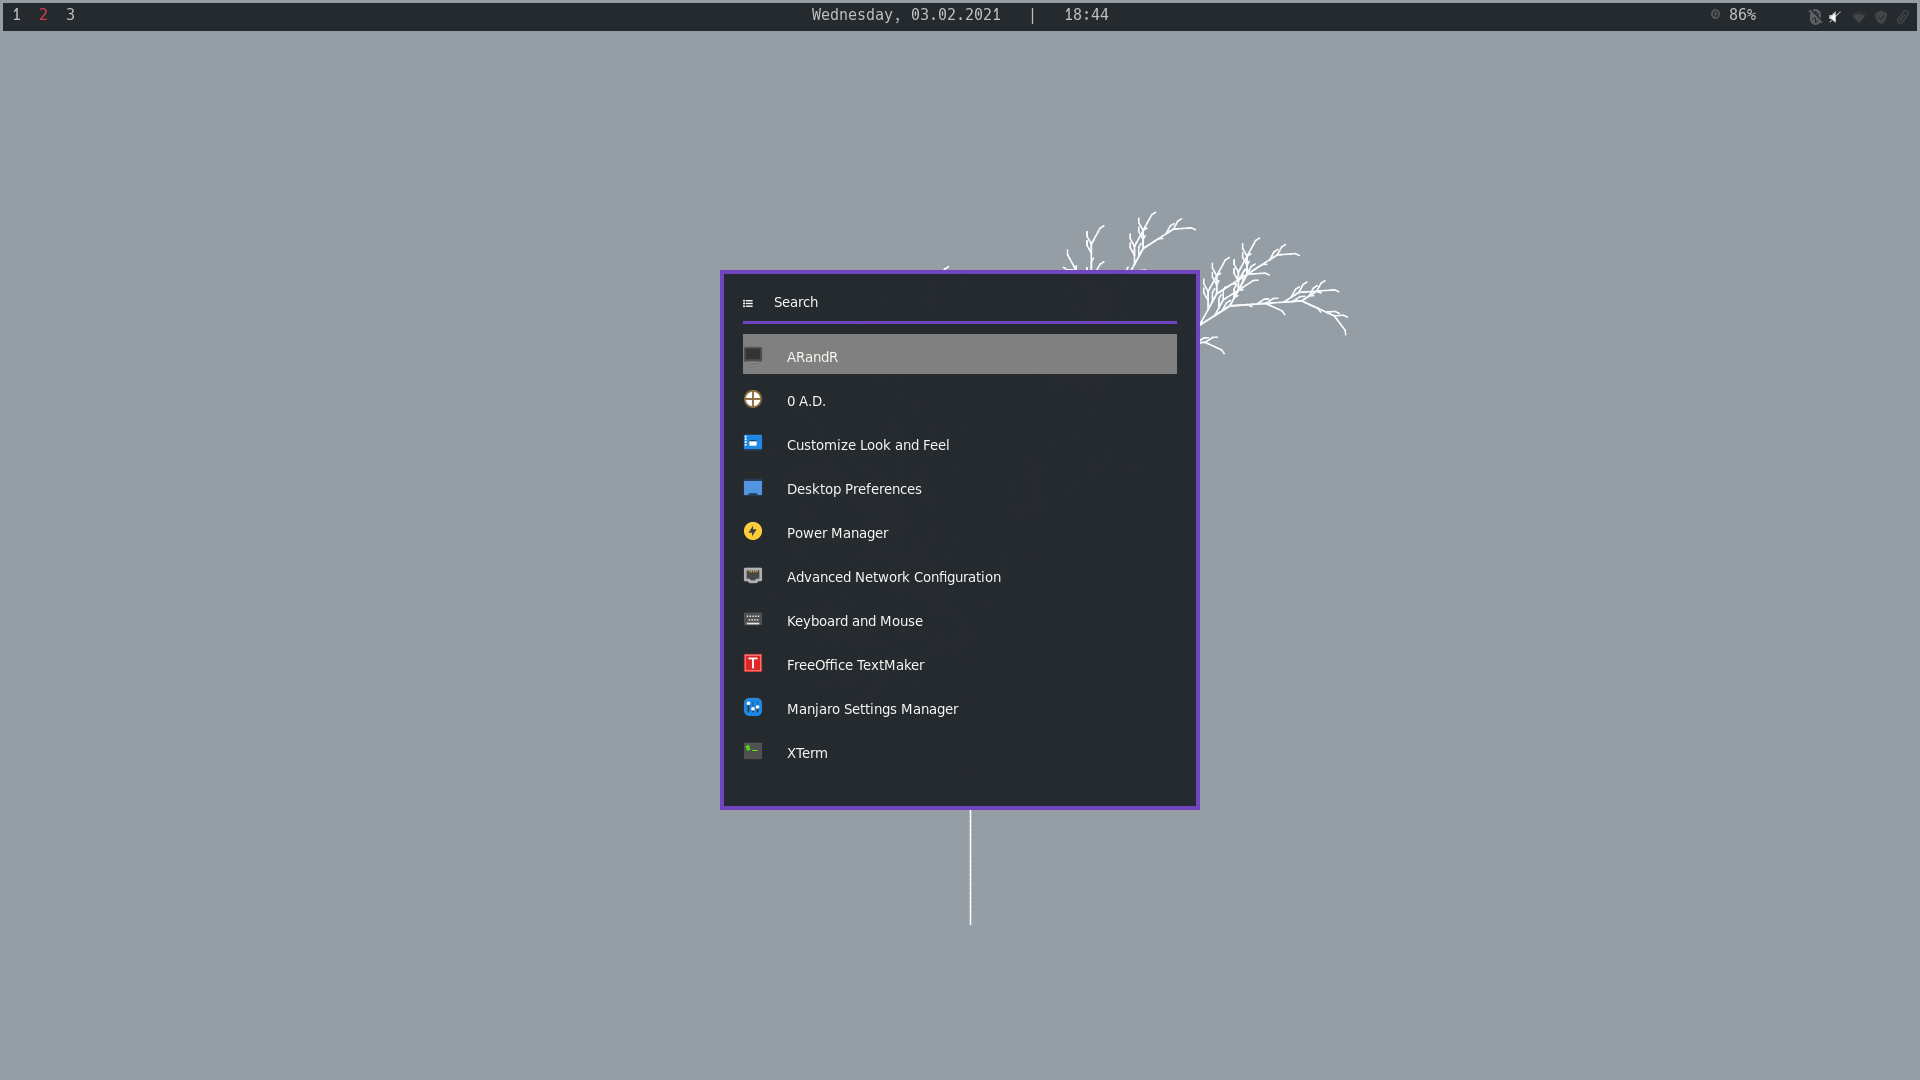 1 2 3 Wednesday, 03.02.2021 | 18:44 86%
Search
ARandR
0 A.D.
Customize Look and Feel
Desktop Preferences
Power Manager
Advanced Network Configuration
Keyboard and Mouse
FreeOffice TextMaker
Manjaro Settings Manager
XTerm